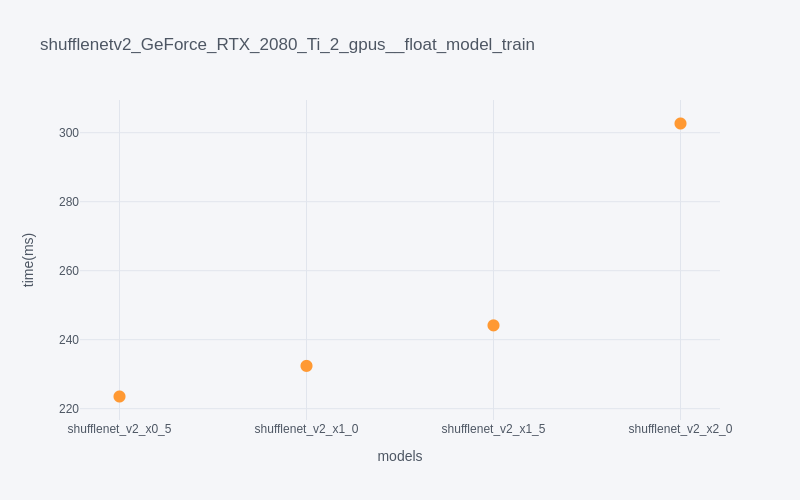 shufflenetv2_GeForce_RTX_2080_Ti_2_gpus__float_model_train
300
280
260
240
220
time(ms)
shufflenet_v2_x0_5
shufflenet_v2_x1_0
shufflenet_v2_x1_5
shufflenet_v2_x2_0
models